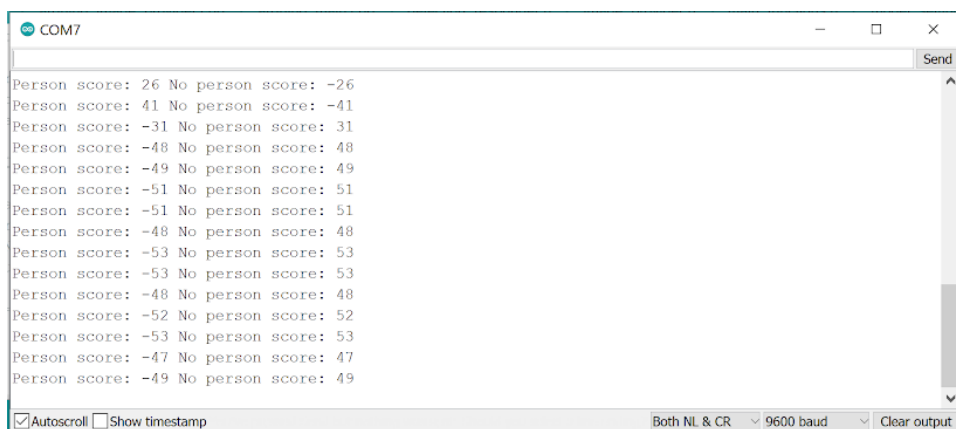 COM7
Send
Person score: 26 No person score: -26
Person score: 41 No person score: -41
Person score: -31 No person score: 31
Person score: -48 No person score: 48
Person score: -49 No person score: 49
Person score: -51 No person score: 51
Person score: -51 No person score: 51
Person score: -48 No person score: 48
Person score: -53 No person score: 53
Person score: -53 No person score: 53
Person score: -48 No person score: 48
Person score: -52 No person score: 52
Person score: -53 No person score: 53
Person score: -47 No person score: 47
Person score: -49 No person score: 49
Autoscroll Show timestamp Both NL & CR 9600 baud Clear output